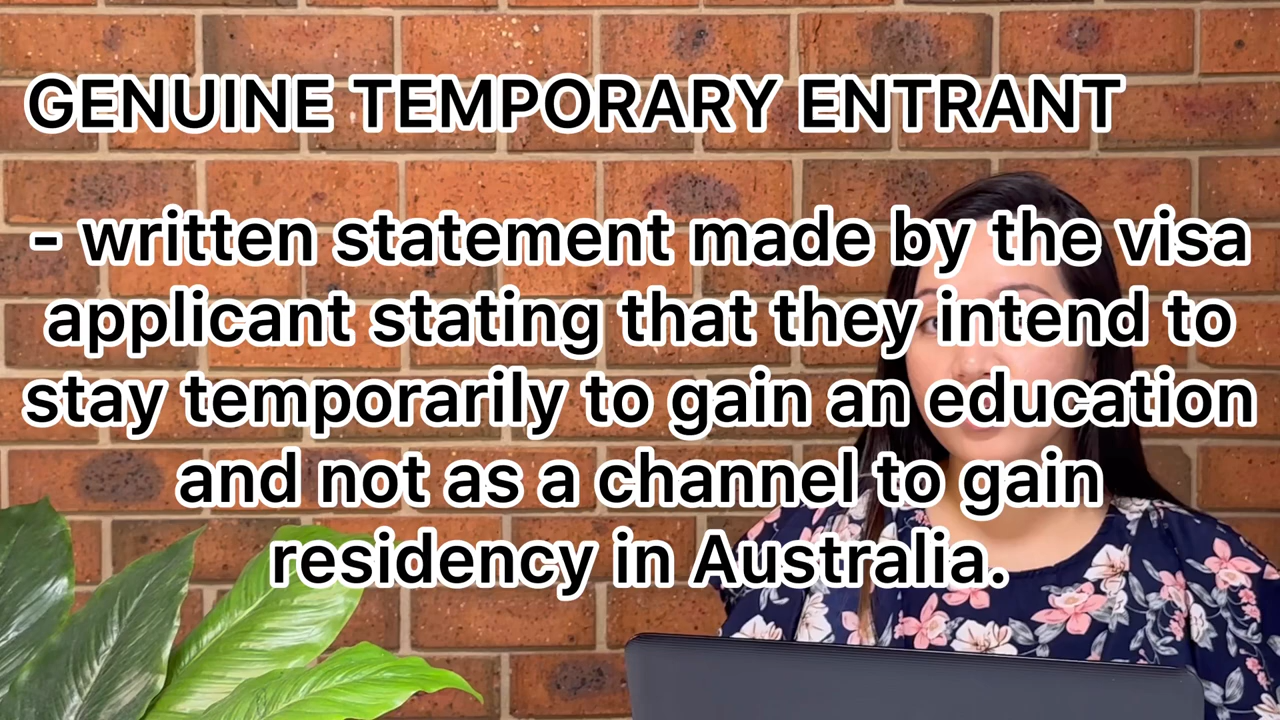 GENUINE TEMPORARY ENTRANT
- written statement made by the visa
applicant stating that they intend to
stay temporarily to gain an education
and not as a channel to gain
residency in Australia.